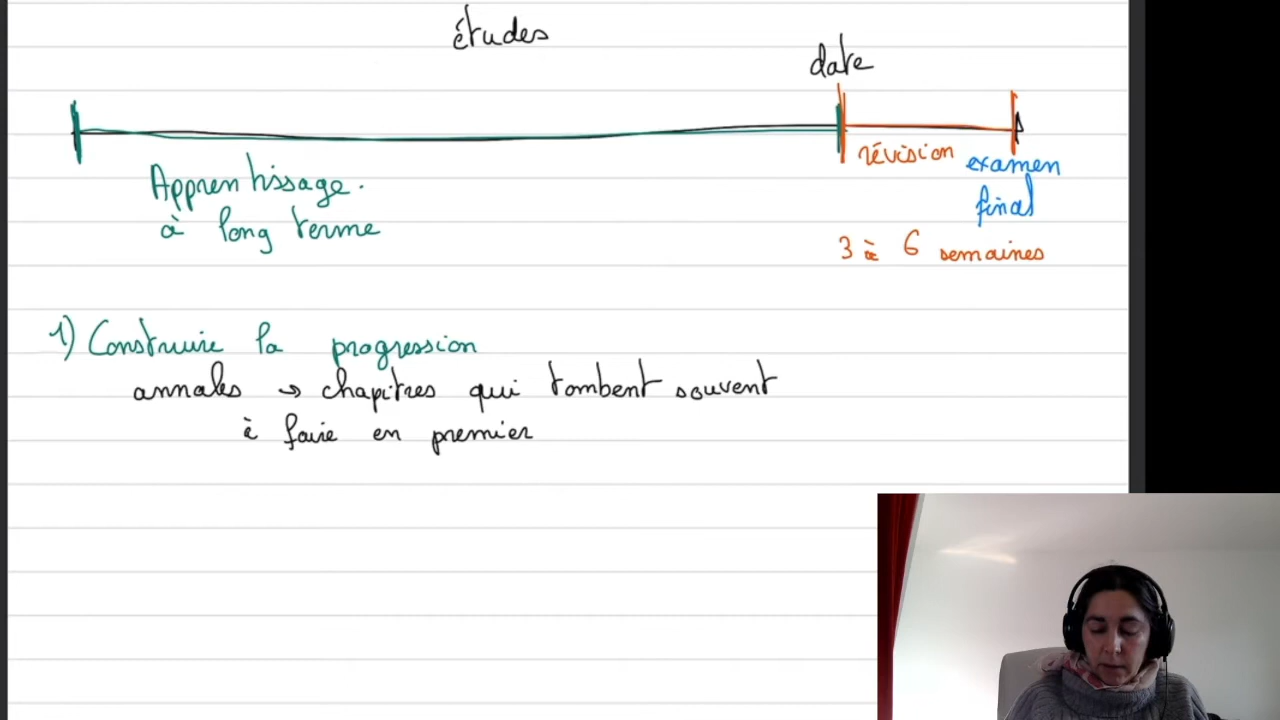 études
date
révision
examen
final
Apprentissage.
à long terme
3 à 6 semaines
1) Construire la progression
annales → chapitres qui tombent souvent
à faire en premier